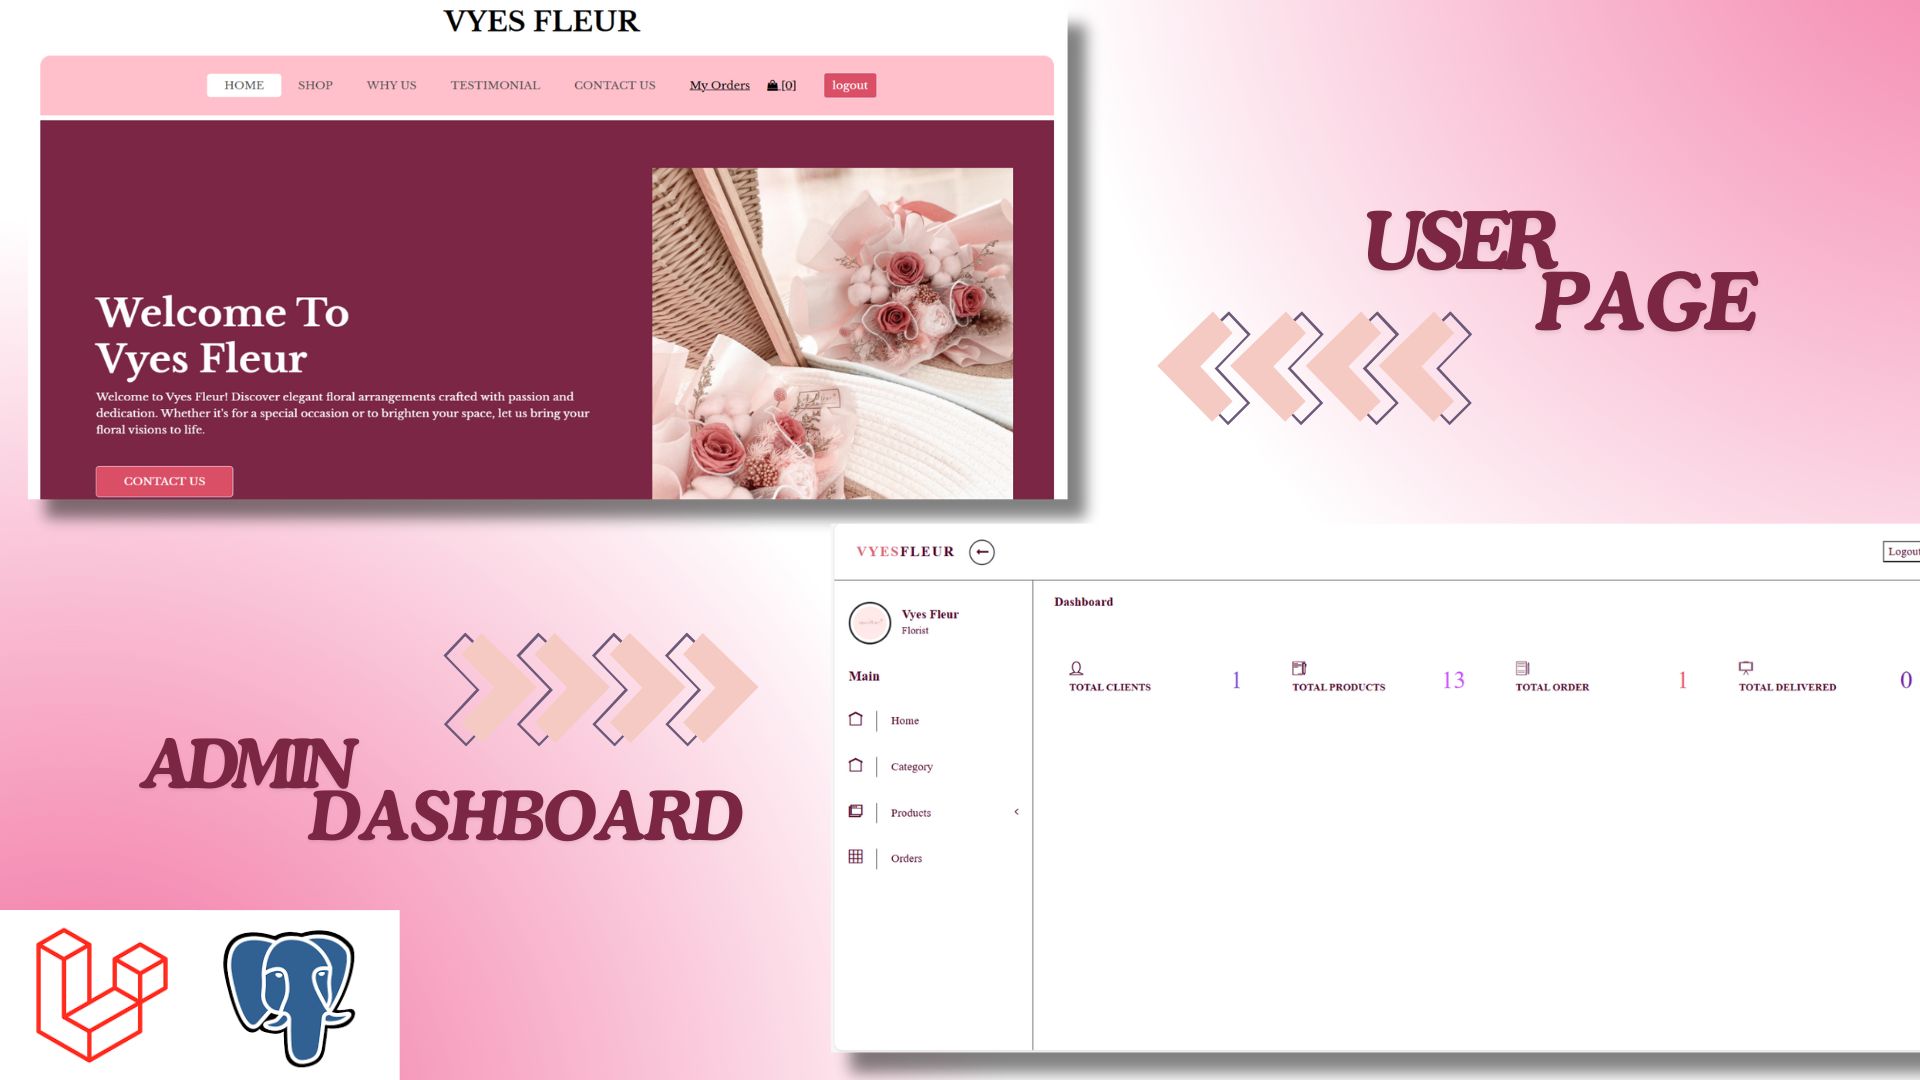 VYES FLEUR
HOME SHOP WHY US TESTIMONIAL CONTACT US My Orders [0] logout
Welcome To
Vyes Fleur
Welcome to Vyes Fleur! Discover elegant floral arrangements crafted with passion and
dedication. Whether it's for a special occasion or to brighten your space, let us bring your
floral visions to life.
CONTACT US
USER
PAGE
ADMIN
DASHBOARD
VYESFLEUR
Logout
Vyes Fleur
Florist
Main
Home
Category
Products
Orders
Dashboard
TOTAL CLIENTS 1
TOTAL PRODUCTS 13
TOTAL ORDER 1
TOTAL DELIVERED 0